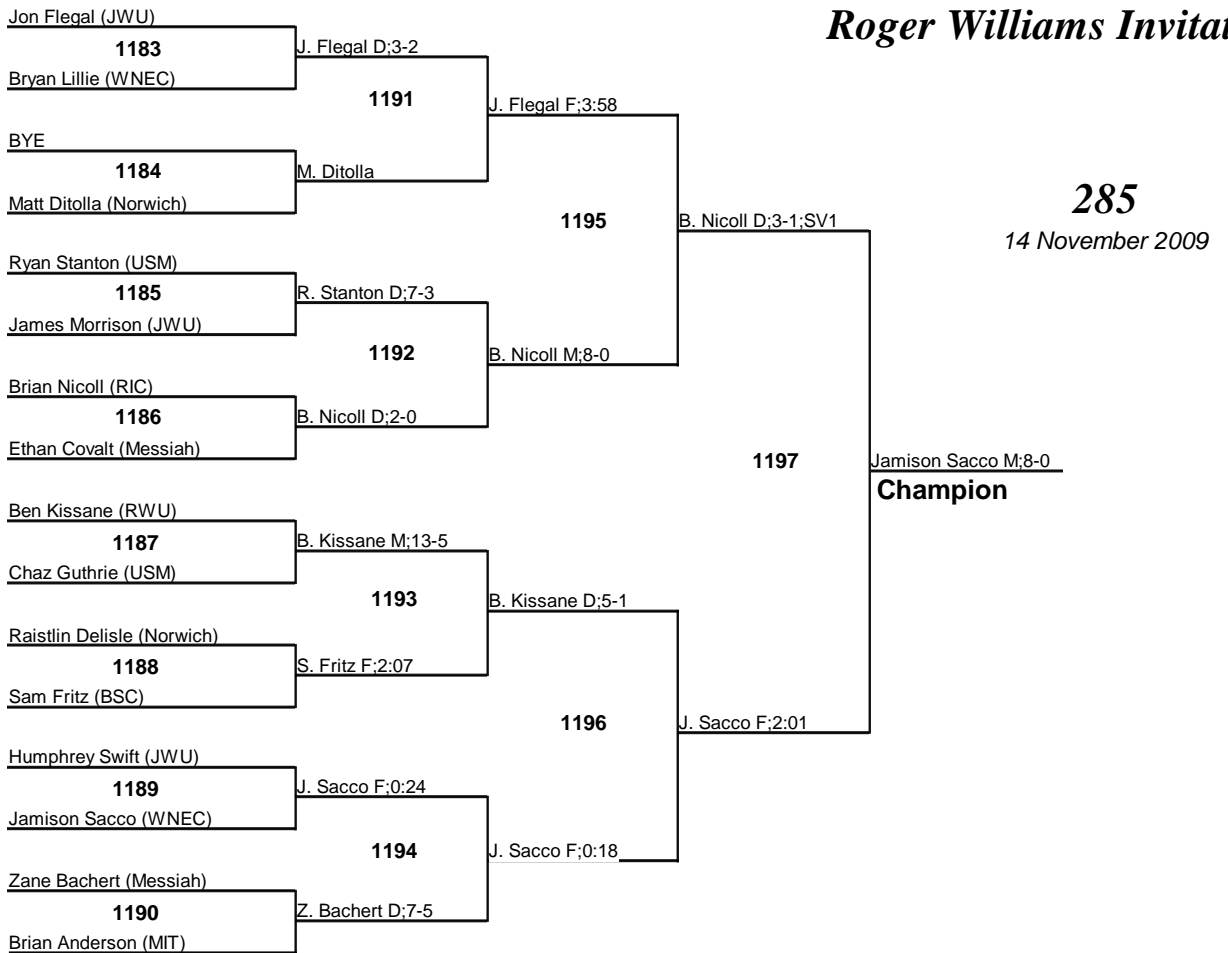 Roger Williams Invitat
285
14 November 2009
Jon Flegal (JWU)
1183
Bryan Lillie (WNEC)
J. Flegal D;3-2
1191
BYE
1184
Matt Ditolla (Norwich)
M. Ditolla
J. Flegal F;3:58
1195
Ryan Stanton (USM)
1185
James Morrison (JWU)
R. Stanton D;7-3
1192
Brian Nicoll (RIC)
1186
Ethan Covalt (Messiah)
B. Nicoll D;2-0
B. Nicoll M;8-0
B. Nicoll D;3-1;SV1
1197
Ben Kissane (RWU)
1187
Chaz Guthrie (USM)
B. Kissane M;13-5
1193
Raistlin Delisle (Norwich)
1188
Sam Fritz (BSC)
S. Fritz F;2:07
B. Kissane D;5-1
1196
Humphrey Swift (JWU)
1189
Jamison Sacco (WNEC)
J. Sacco F;0:24
1194
Zane Bachert (Messiah)
1190
Brian Anderson (MIT)
Z. Bachert D;7-5
J. Sacco F;0:18
J. Sacco F;2:01
Jamison Sacco M;8-0
Champion